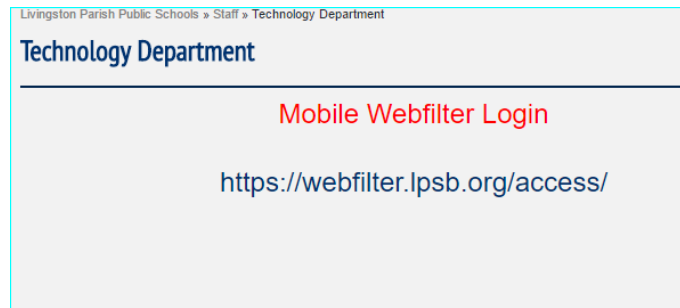 Livingston Parish Public Schools » Staff » Technology Department
Technology Department
Mobile Webfilter Login
https://webfilter.lpsb.org/access/